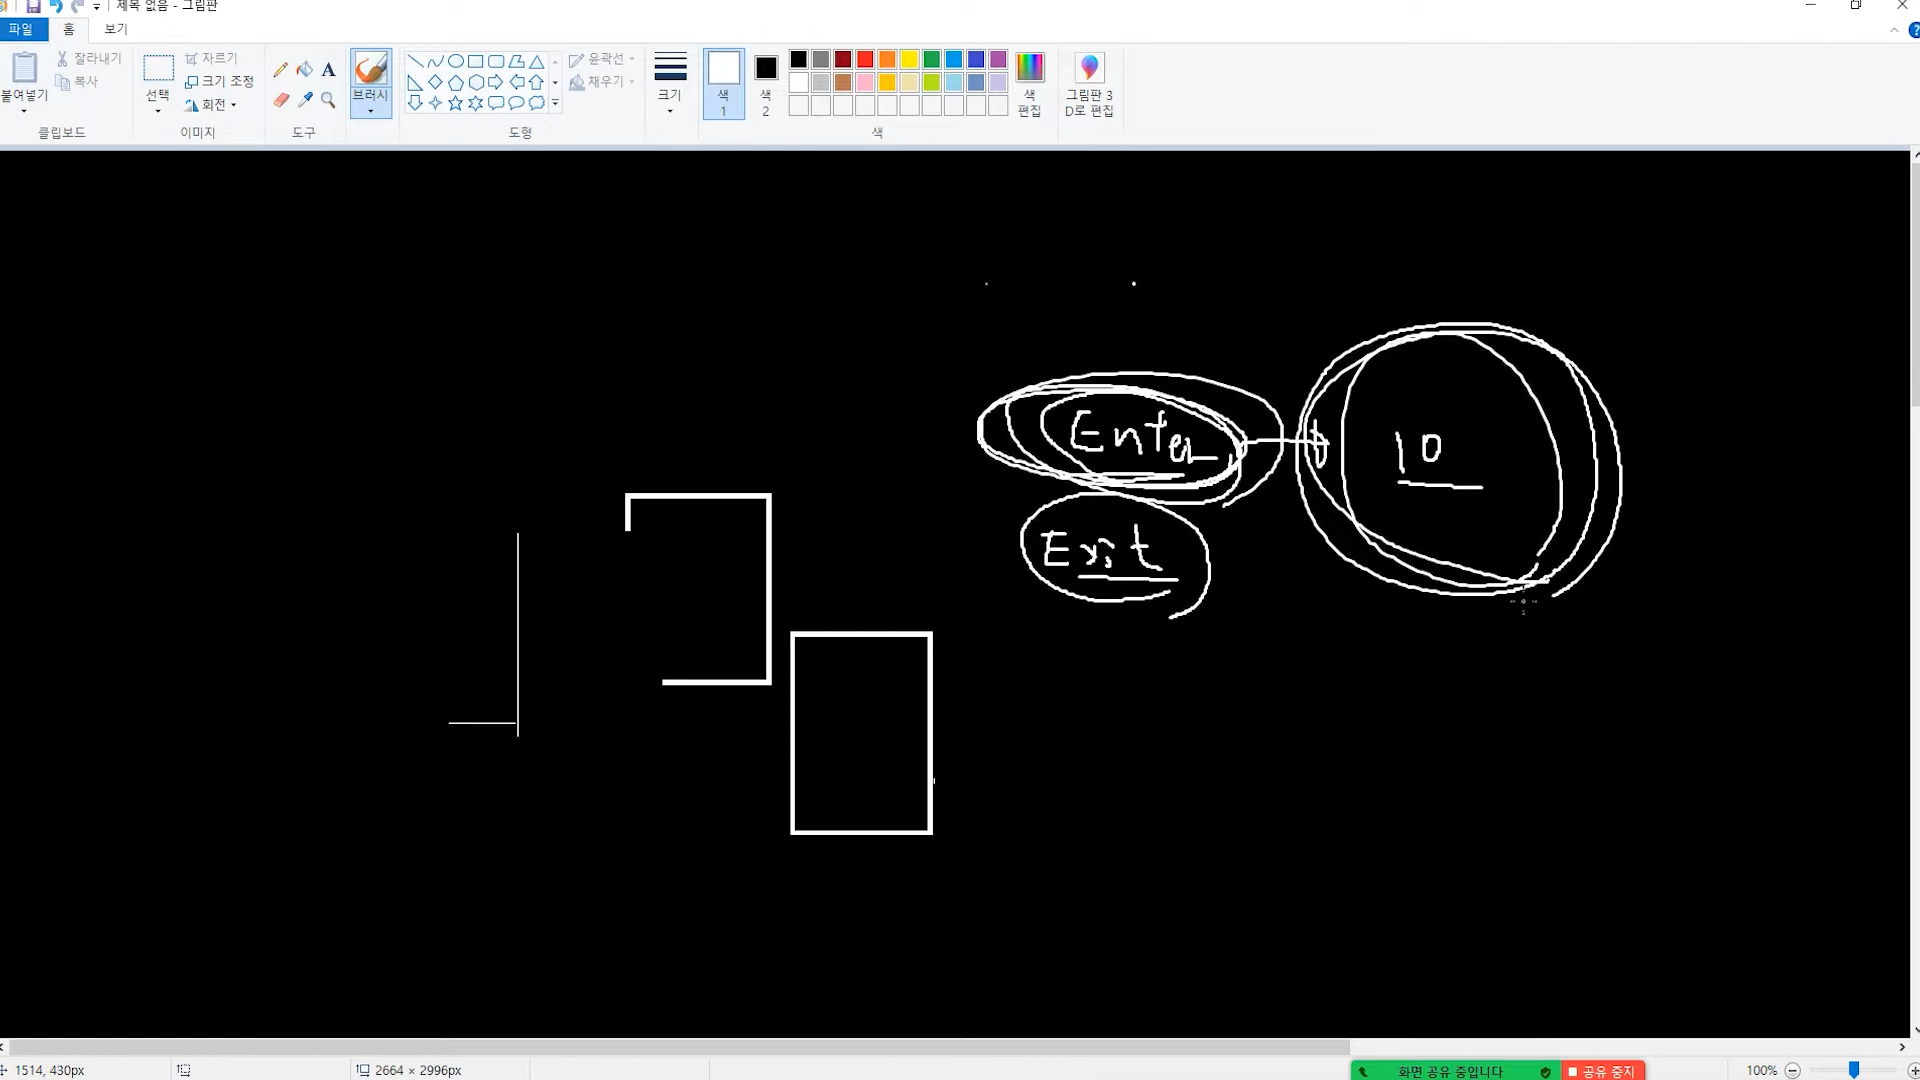 제목 없음 - 그림판
파일 홈 보기
붙여넣기
잘라내기
복사
클립보드
선택
자르기
크기 조정
회전
이미지
A
도구
브러시
윤곽선
채우기
도형
크기
색
1
색
2
색
편집
색
그림판 3
D로 편집
Enter
10
Exit
1514, 430px
2664 × 2996px
화면 공유 중입니다
공유 중지
100%